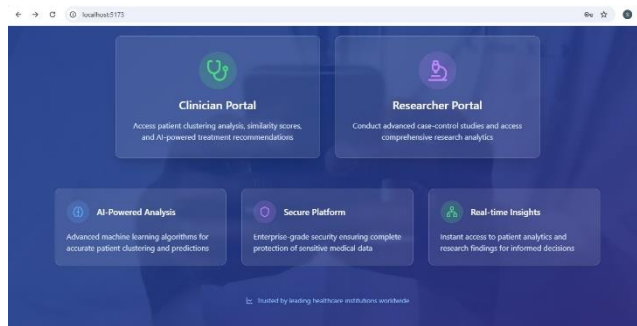 localhost:5173
Clinician Portal
Access patient clustering analysis, similarity scores,
and AI-powered treatment recommendations
Researcher Portal
Conduct advanced case-control studies and access
comprehensive research analytics
AI-Powered Analysis
Advanced machine learning algorithms for
accurate patient clustering and predictions
Secure Platform
Enterprise-grade security ensuring complete
protection of sensitive medical data
Real-time Insights
Instant access to patient analytics and
research findings for informed decisions
Trusted by leading healthcare institutions worldwide